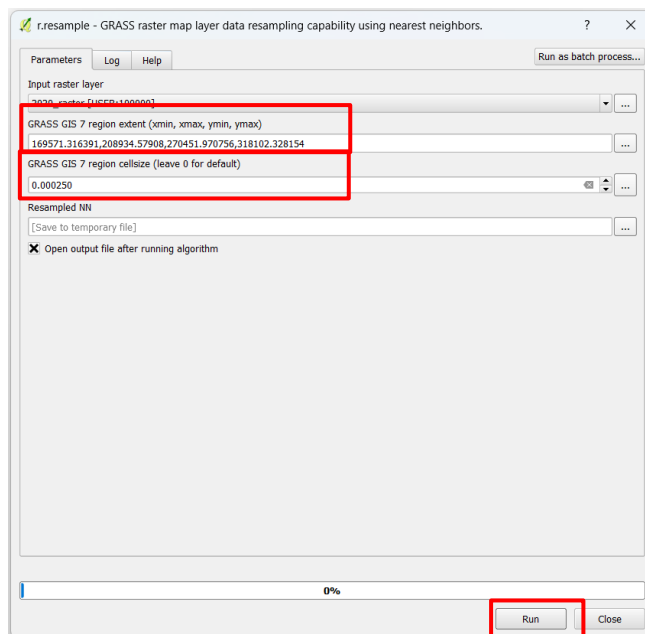 r.resample - GRASS raster map layer data resampling capability using nearest neighbors.
Parameters Log Help Run as batch process...
Input raster layer
2020_raster [USER:100000]
...
GRASS GIS 7 region extent (xmin, xmax, ymin, ymax)
169571.316391,208934.57908,270451.970756,318102.328154
...
GRASS GIS 7 region cellsize (leave 0 for default)
0.000250
...
Resampled NN
[Save to temporary file]
...
Open output file after running algorithm
0%
Run Close